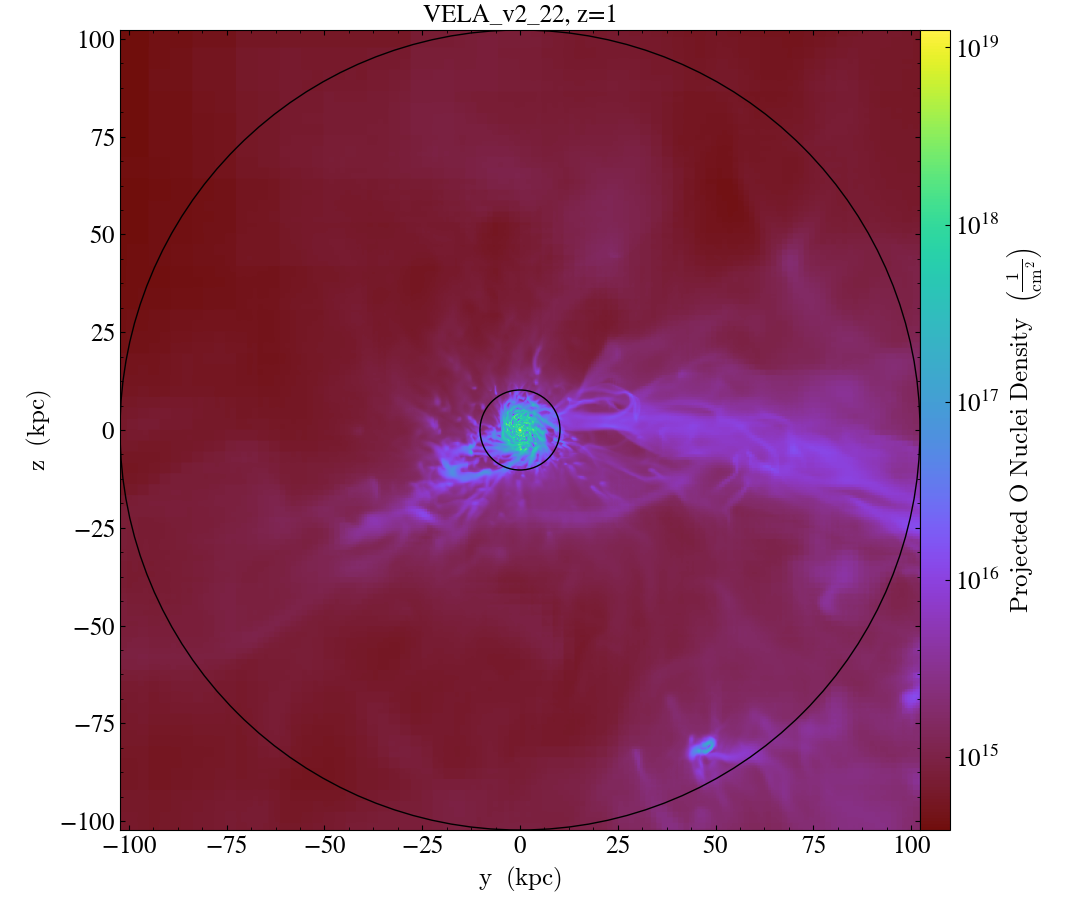 VELA_v2_22, z=1
100
75
50
25
0
−25
−50
−75
−100
z (kpc)
−100 −75 −50 −25 0 25 50 75 100
y (kpc)
10^19
10^18
10^17
10^16
10^15
Projected O Nuclei Density (1/cm^2)